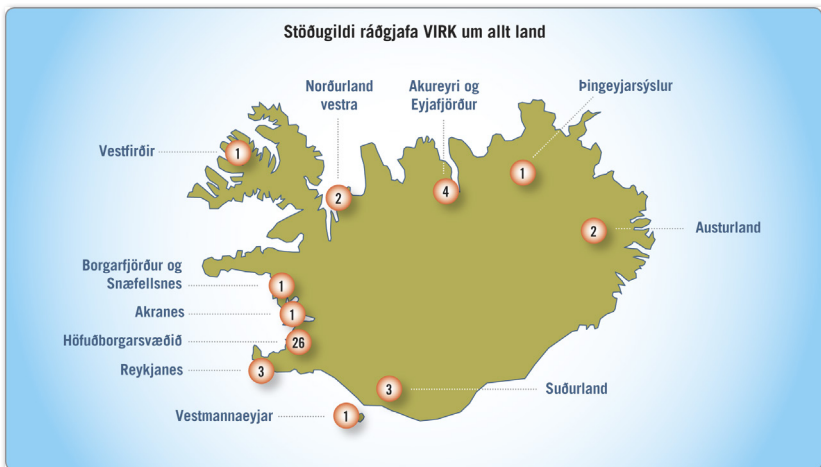 Stöðugildi ráðgjafa VIRK um allt land
Norðurland
vestra
Akureyri og
Eyjafjörður
Þingeyjarsýslur
Vestfirðir
1
2
4
1
2
Austurland
Borgarfjörður og
Snæfellsnes
1
Akranes
1
Höfuðborgarsvæðið
26
Reykjanes
3
3
Suðurland
Vestmannaeyjar
1